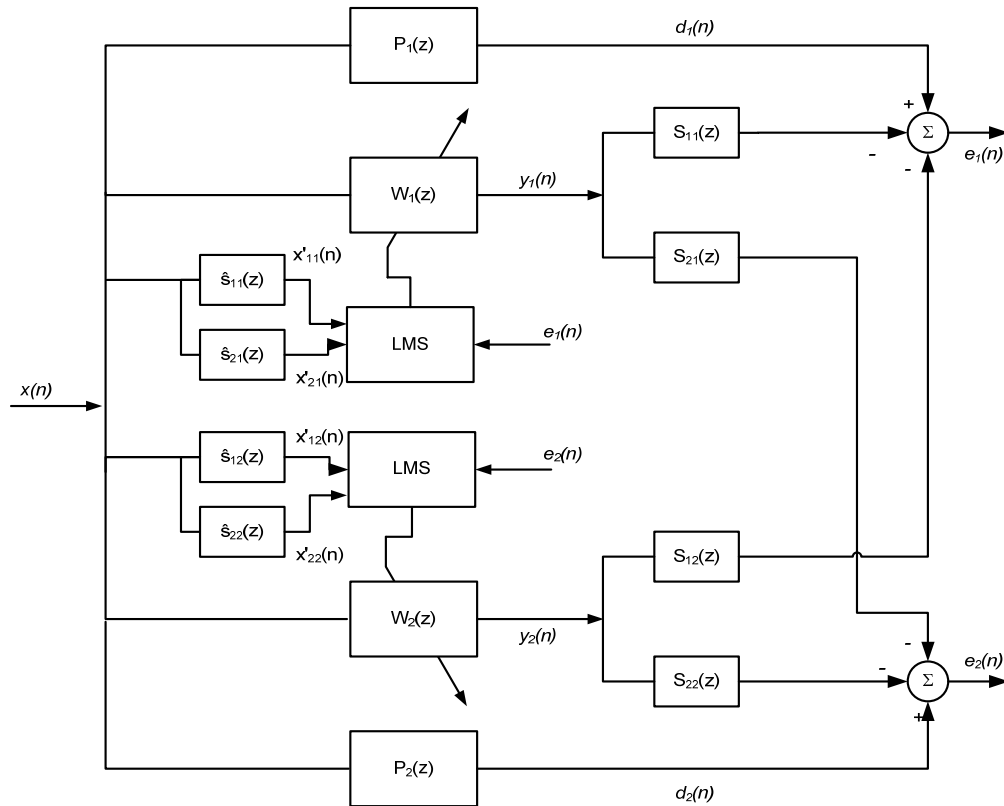 P₁(z)
d₁(n)
+
Σ
-
-
e₁(n)
S₁₁(z)
W₁(z)
y₁(n)
S₂₁(z)
x'₁₁(n)
ŝ₁₁(z)
LMS
e₁(n)
ŝ₂₁(z)
x'₂₁(n)
x(n)
x'₁₂(n)
ŝ₁₂(z)
LMS
e₂(n)
ŝ₂₂(z)
x'₂₂(n)
S₁₂(z)
W₂(z)
y₂(n)
S₂₂(z)
-
-
Σ
e₂(n)
+
P₂(z)
d₂(n)